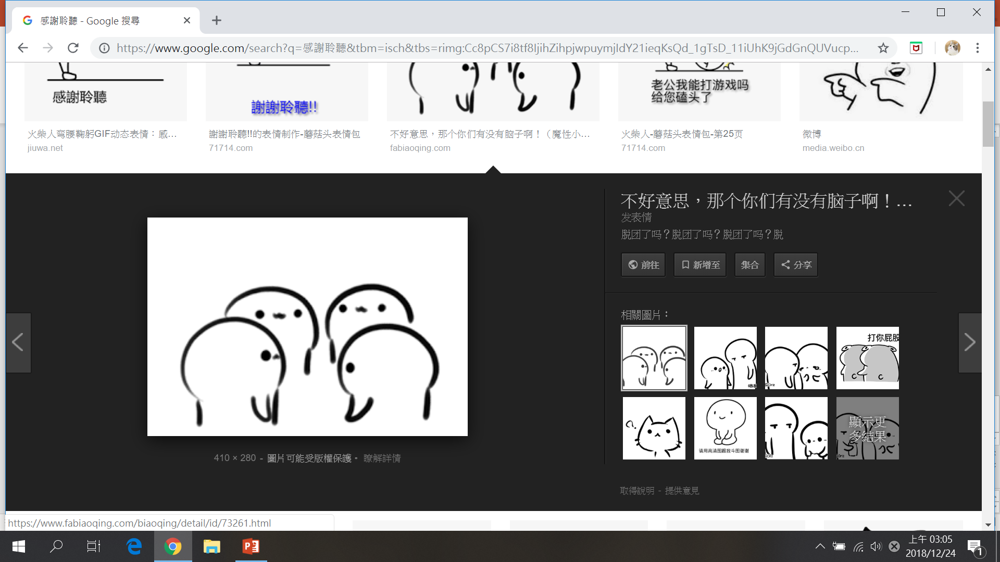 感謝聆聽 - Google 搜尋
https://www.google.com/search?q=感謝聆聽&tbm=isch&tbs=rimg:Cc8pCS7i8tf8IjihZihpjwpuymjIdY21ieqKsQd_1gTsD_11iUhK9jGdGnQUVucp...
感謝聆聽
謝謝聆聽!!
老公我能打游戏吗
给您磕头了
火柴人弯腰鞠躬GIF动态表情：感...
jiuwa.net
謝謝聆聽!!的表情制作-蘑菇头表情包
71714.com
不好意思，那个你们有没有脑子啊！（魔性小...
fabiaoqing.com
火柴人-蘑菇头表情包-第25页
71714.com
微博
media.weibo.cn
不好意思，那个你们有没有脑子啊！...
发表情
脱团了吗？脱团了吗？脱团了吗？脱
前往
新增至
集合
分享
相關圖片：
打你屁股
请用高清图跟我斗图谢谢
顯示更
多結果
410 × 280 - 圖片可能受版權保護。 瞭解詳情
取得說明 - 提供意見
https://www.fabiaoqing.com/biaoqing/detail/id/73261.html
上午 03:05
2018/12/24
1